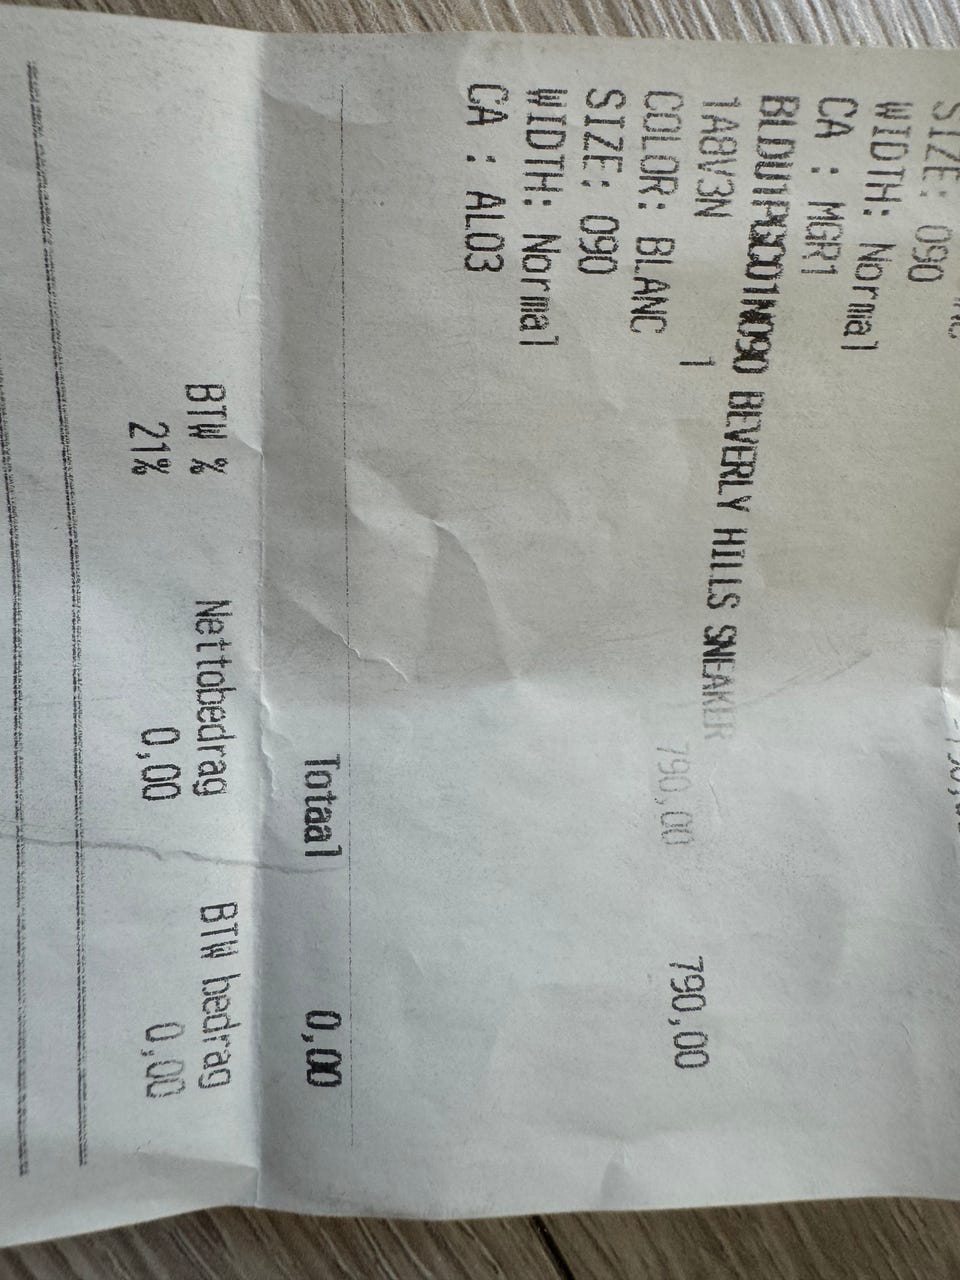 SIZE: 090
WIDTH: Normal
CA : MGR1
BEVERLY HILLS SNEAKER
1A8V3N
COLOR: BLANC
1 790,00 790,00
SIZE: 090
WIDTH: Normal
CA : AL03
Totaal 0,00
BTW % Nettobedrag BTW bedrag
21% 0,00 0,00